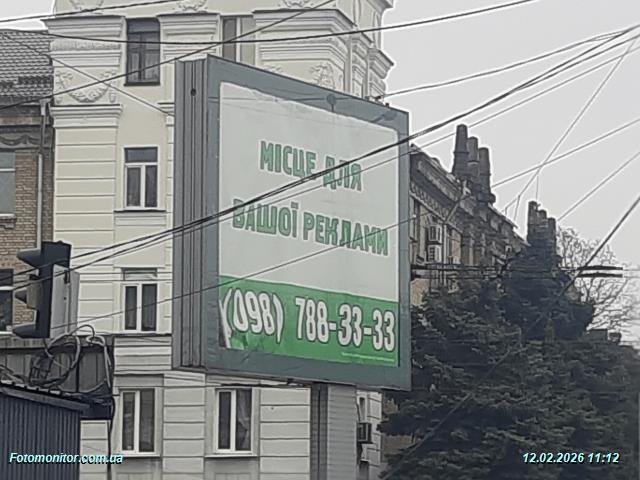 МІСЦЕ ДЛЯ
ВАШОЇ РЕКЛАМИ
(098) 788-33-33
Fotomonitor.com.ua
12.02.2026 11:12